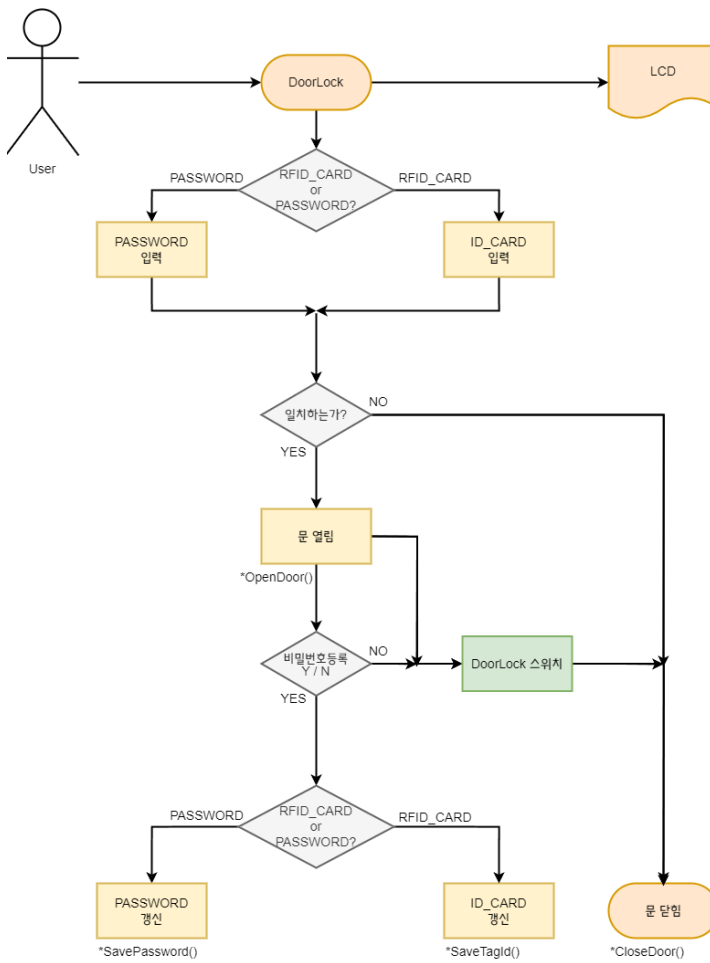 DoorLock
LCD
User
RFID_CARD
or
PASSWORD?
PASSWORD
RFID_CARD
PASSWORD
입력
ID_CARD
입력
일치하는가?
NO
YES
문 열림
*OpenDoor()
비밀번호등록
Y / N
NO
YES
DoorLock 스위치
RFID_CARD
or
PASSWORD?
PASSWORD
RFID_CARD
PASSWORD
갱신
*SavePassword()
ID_CARD
갱신
*SaveTagId()
문 닫힘
*CloseDoor()